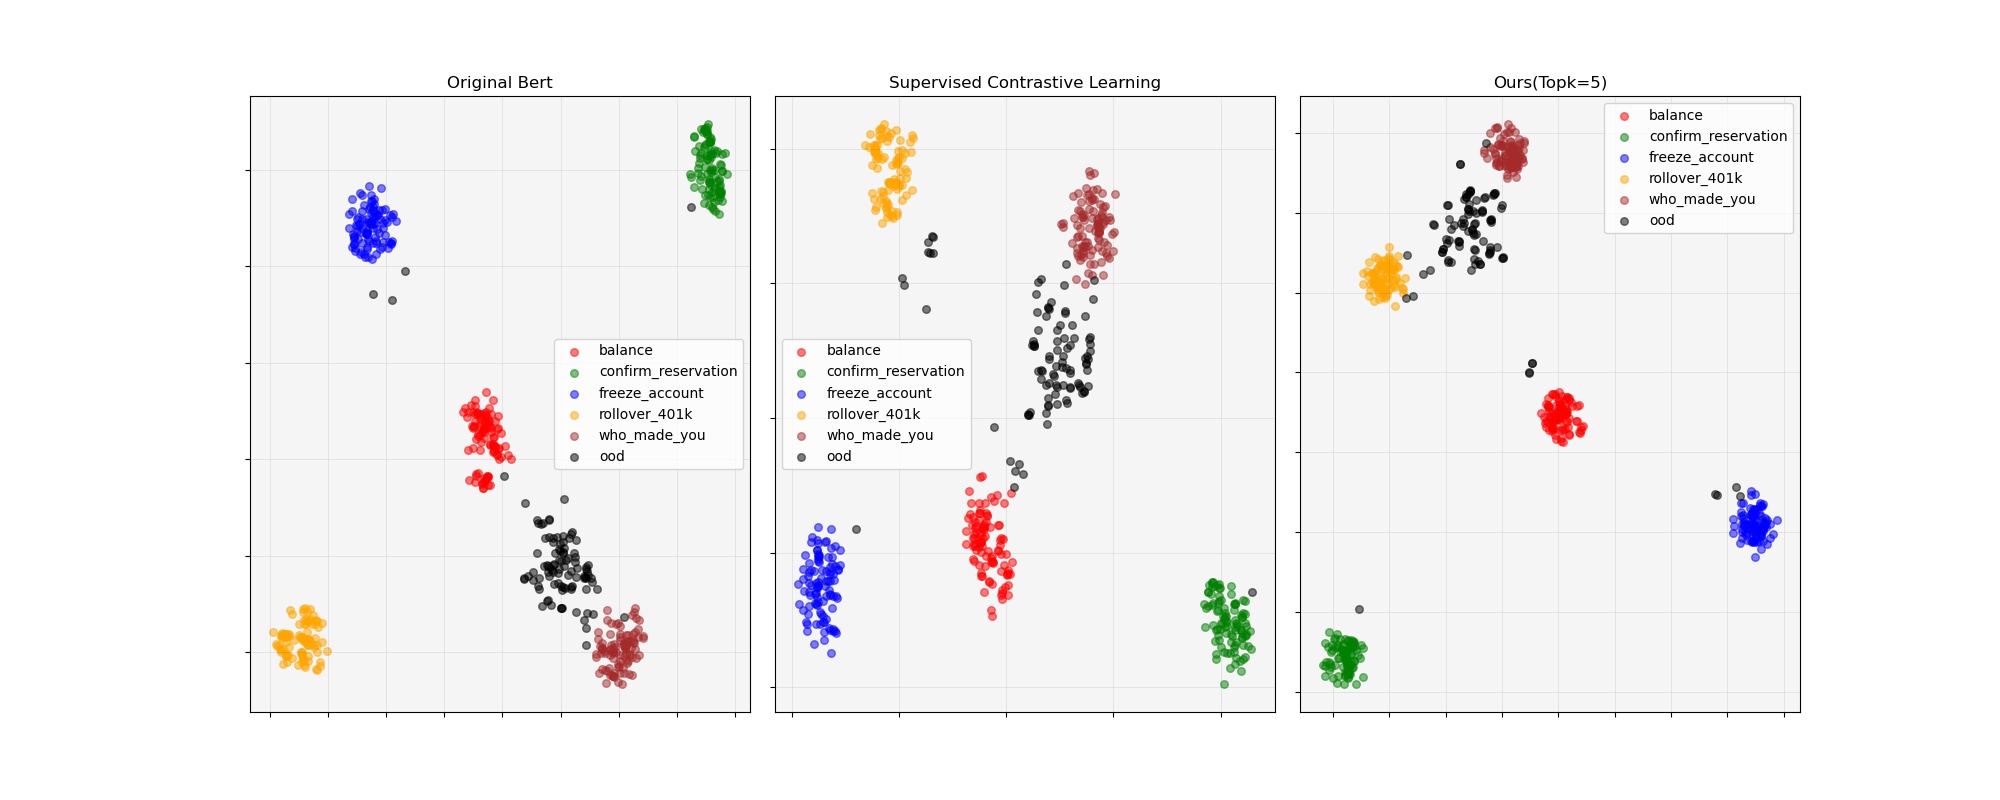 Original Bert
balance
confirm_reservation
freeze_account
rollover_401k
who_made_you
ood
Supervised Contrastive Learning
balance
confirm_reservation
freeze_account
rollover_401k
who_made_you
ood
Ours(Topk=5)
balance
confirm_reservation
freeze_account
rollover_401k
who_made_you
ood